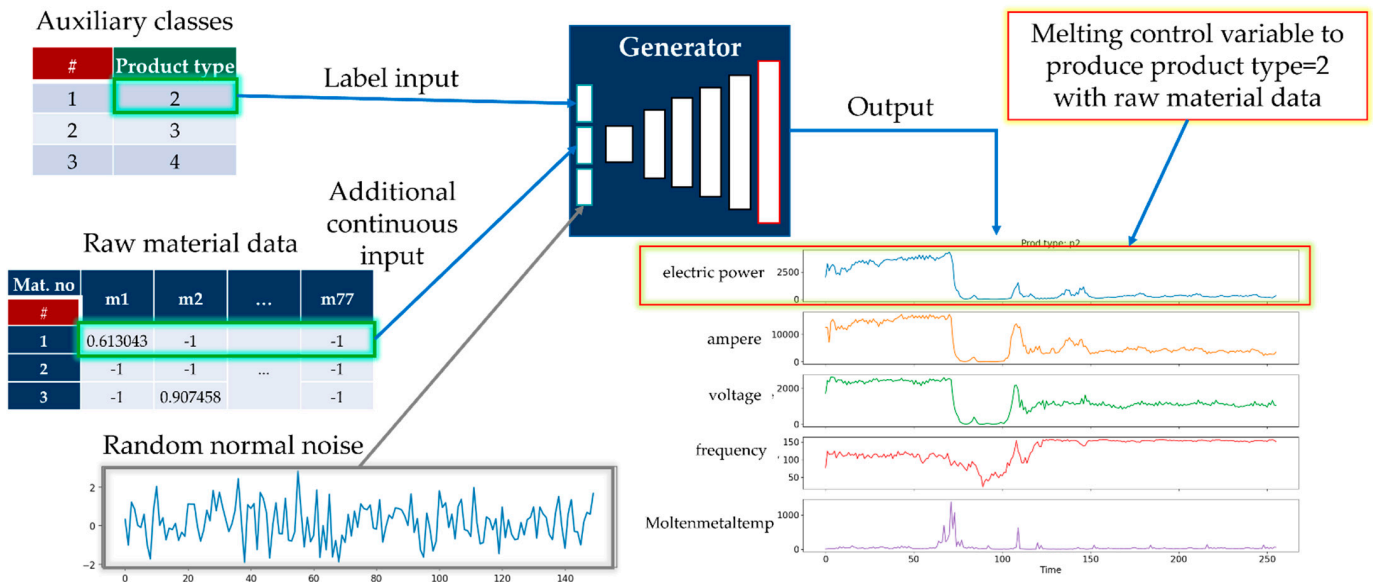 Auxiliary classes
# Product type
1 2
2 3
3 4
Label input
Generator
Output
Melting control variable to
produce product type=2
with raw material data
Additional
continuous
input
Raw material data
Mat. no m1 m2 ... m77
#
1 0.613043 -1 -1
2 -1 -1 ... -1
3 -1 0.907458 -1
Random normal noise
2
0
-2
0 20 40 60 80 100 120 140
Prod type: p2
electric power
2500
0
ampere
10000
0
voltage
2000
0
frequency
150
100
50
Moltenmetaltemp
1000
0
0 50 100 150 200 250
Time